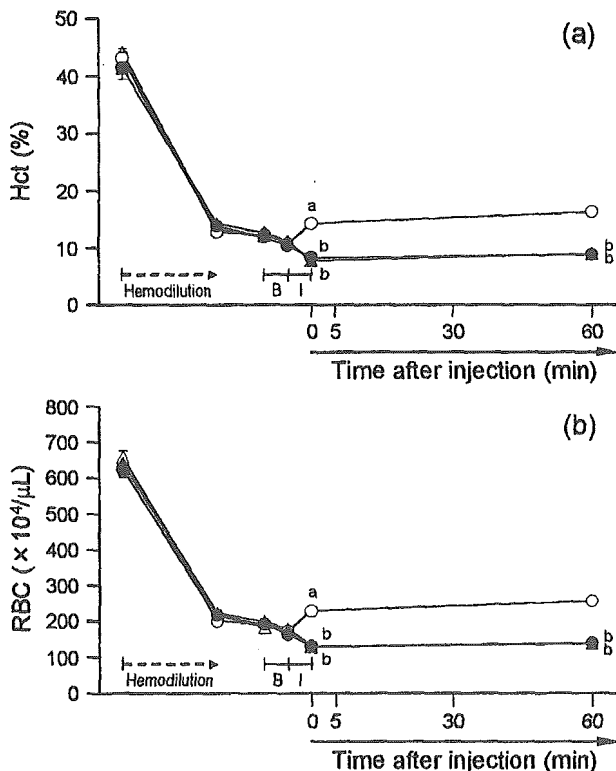 (a)
Hct (%)
50
40
30
20
10
0
a
b
b
b
b
Hemodilution
B
I
0 5 30 60
Time after injection (min)
(b)
RBC (×10⁴/μL)
800
700
600
500
400
300
200
100
0
a
b
b
b
b
Hemodilution
B
I
0 5 30 60
Time after injection (min)